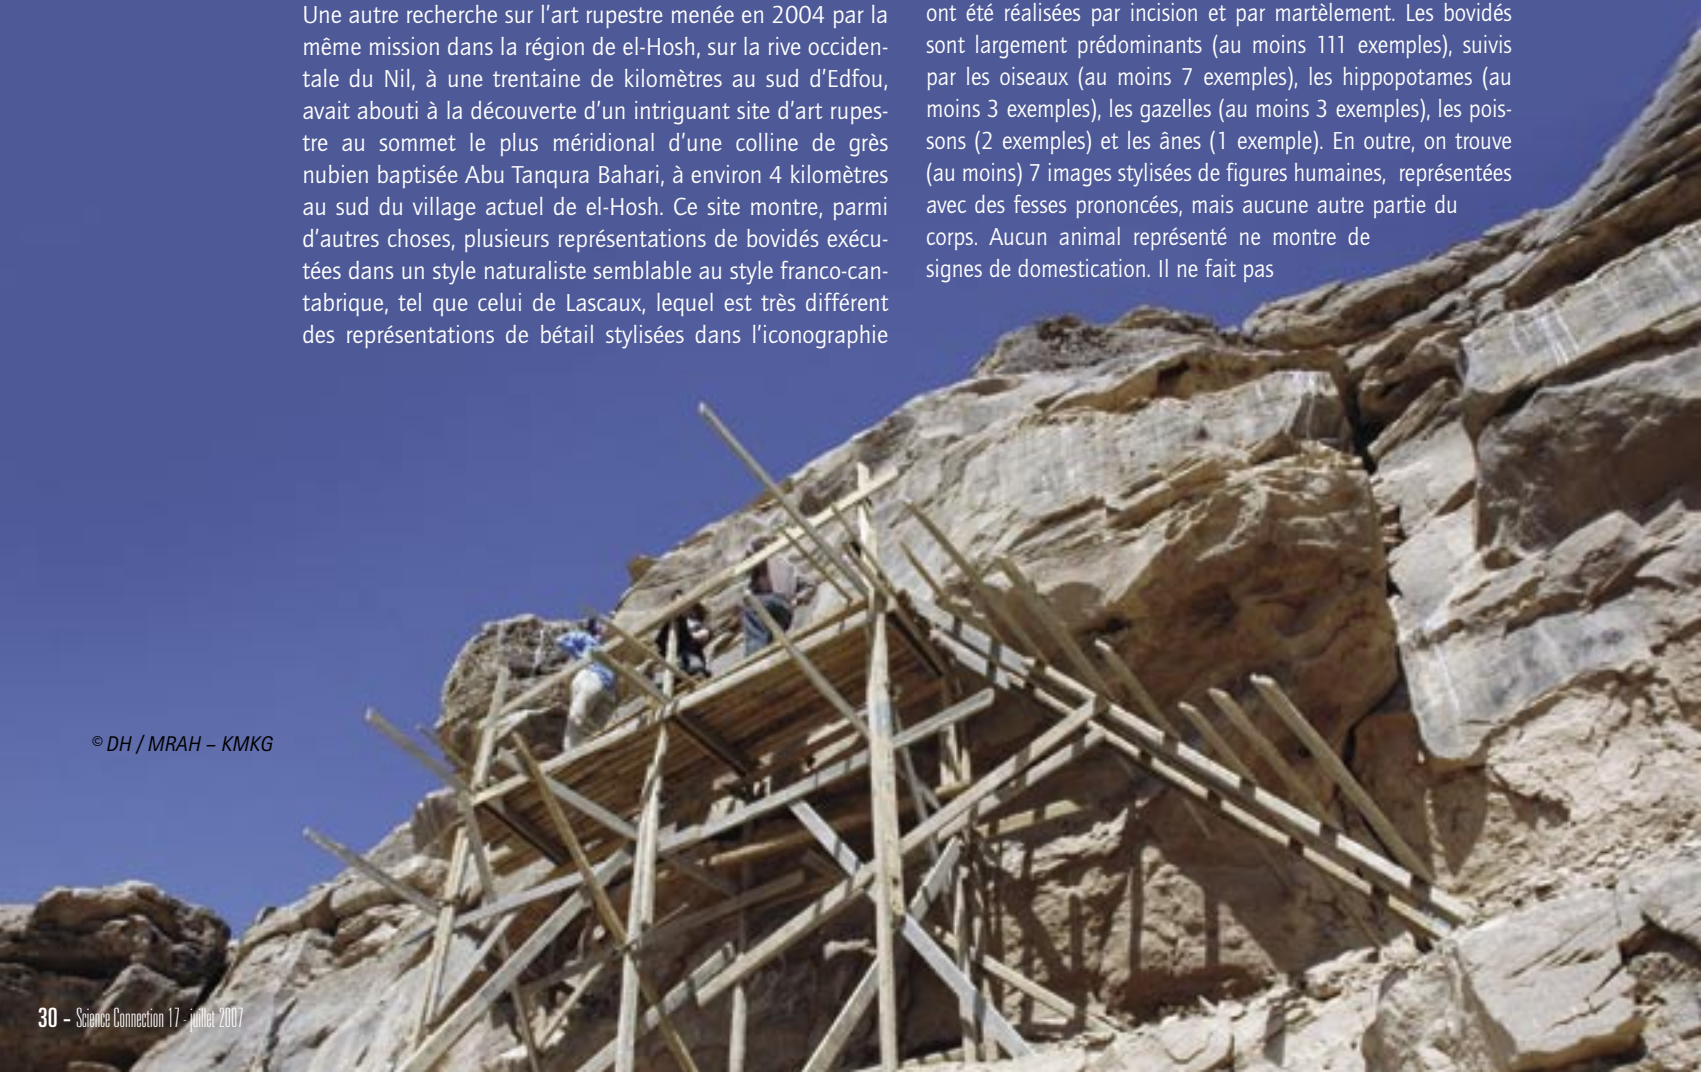 Une autre recherche sur l’art rupestre menée en 2004 par la
même mission dans la région de el-Hosh, sur la rive occiden-
tale du Nil, à une trentaine de kilomètres au sud d’Edfou,
avait abouti à la découverte d’un intriguant site d’art rupes-
tre au sommet le plus méridional d’une colline de grès
nubien baptisée Abu Tanqura Bahari, à environ 4 kilomètres
au sud du village actuel de el-Hosh. Ce site montre, parmi
d’autres choses, plusieurs représentations de bovidés exécu-
tées dans un style naturaliste semblable au style franco-can-
tabrique, tel que celui de Lascaux, lequel est très différent
des représentations de bétail stylisées dans l’iconographie
ont été réalisées par incision et par martèlement. Les bovidés
sont largement prédominants (au moins 111 exemples), suivis
par les oiseaux (au moins 7 exemples), les hippopotames (au
moins 3 exemples), les gazelles (au moins 3 exemples), les pois-
sons (2 exemples) et les ânes (1 exemple). En outre, on trouve
(au moins) 7 images stylisées de figures humaines, représentées
avec des fesses prononcées, mais aucune autre partie du
corps. Aucun animal représenté ne montre de
signes de domestication. Il ne fait pas
© DH / MRAH – KMKG
30 – Science Connection 17 - juillet 2007